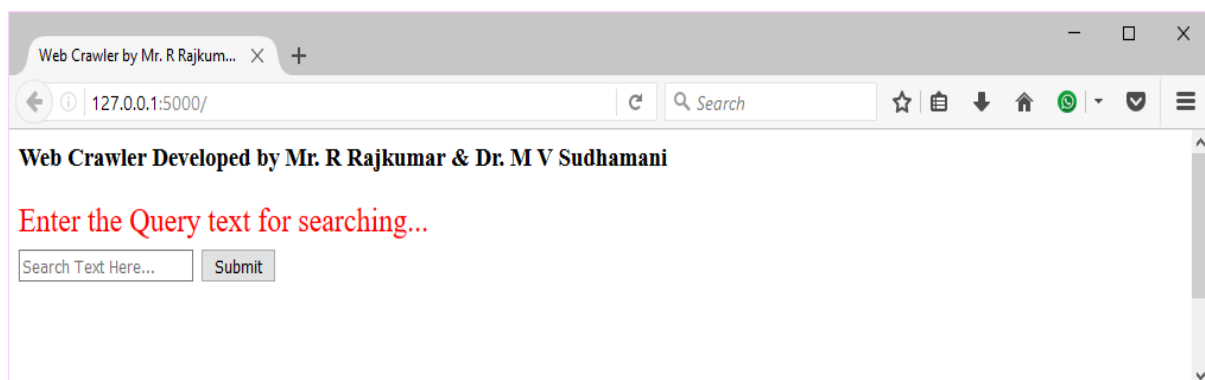 Web Crawler by Mr. R Rajkum...
127.0.0.1:5000/
Search
Web Crawler Developed by Mr. R Rajkumar & Dr. M V Sudhamani
Enter the Query text for searching...
Search Text Here...
Submit